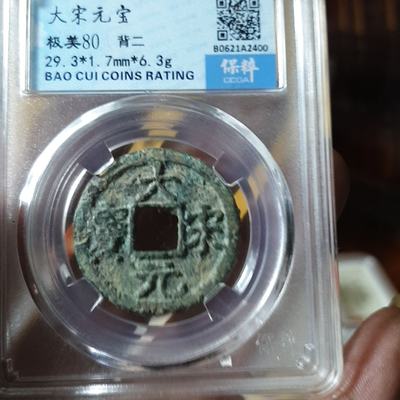 大宋元宝
极美80 背二
29.3*1.7mm*6.3g
BAO CUI COINS RATING
B0621A2400
保粹
大宋元寳